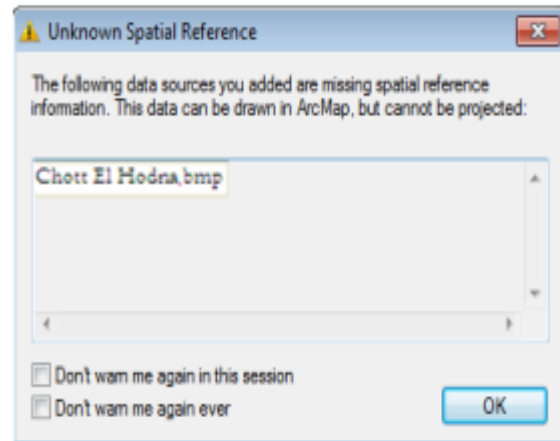 Unknown Spatial Reference
The following data sources you added are missing spatial reference
information. This data can be drawn in ArcMap, but cannot be projected:
Chott El Hodna,bmp
Don't warn me again in this session
Don't warn me again ever
OK